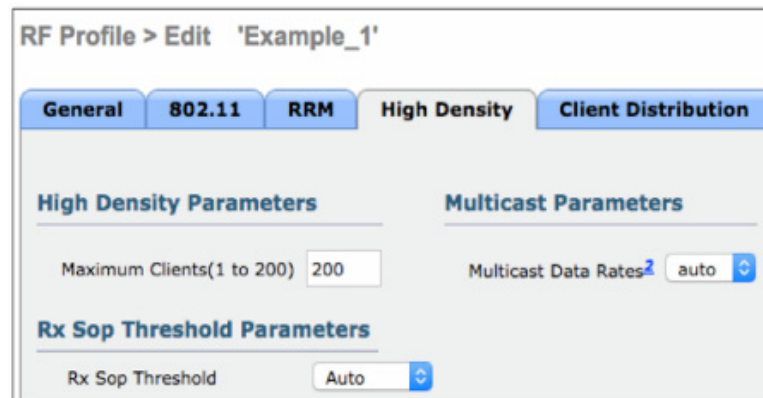 RF Profile > Edit 'Example_1'
General 802.11 RRM High Density Client Distribution
High Density Parameters
Multicast Parameters
Maximum Clients(1 to 200) 200
Multicast Data Rates2 auto
Rx Sop Threshold Parameters
Rx Sop Threshold Auto